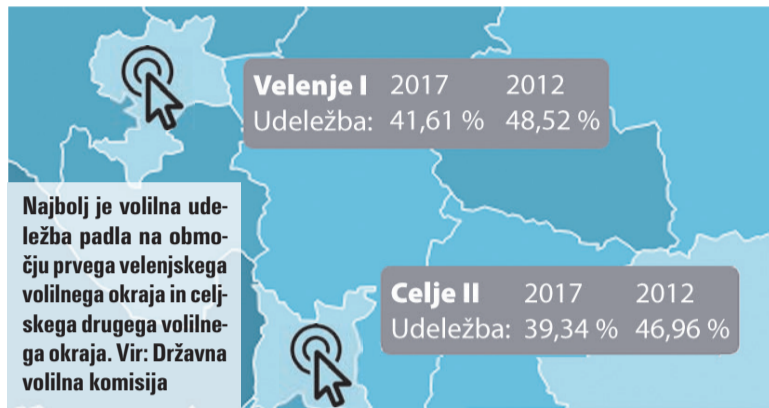 Velenje I 2017 2012
Udeležba: 41,61 % 48,52 %
Najbolj je volilna ude-
ležba padla na obmo-
čju prvega velenjskega
volilnega okraja in celj-
skega drugega volilne-
ga okraja. Vir: Državna
volilna komisija
Celje II 2017 2012
Udeležba: 39,34 % 46,96 %